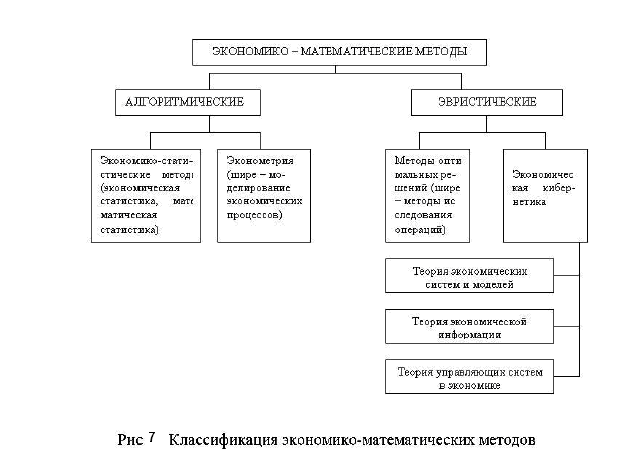 ЭКОНОМИКО – МАТЕМАТИЧЕСКИЕ МЕТОДЫ
АЛГОРИТМИЧЕСКИЕ
ЭВРИСТИЧЕСКИЕ
Экономико-стати-
стические метод
(экономическая
статистика, мате
матическая
статистика)
Эконометрия
(шире – мо-
делирование
экономических
процессов)
Методы опти
мальных ре-
шений (шире
– методы ис
следования
операций)
Экономичес
кая кибер-
нетика
Теория экономических
систем и моделей
Теория экономической
информации
Теория управляющих систем
в экономике
Рис 7 Классификация экономико-математических методов